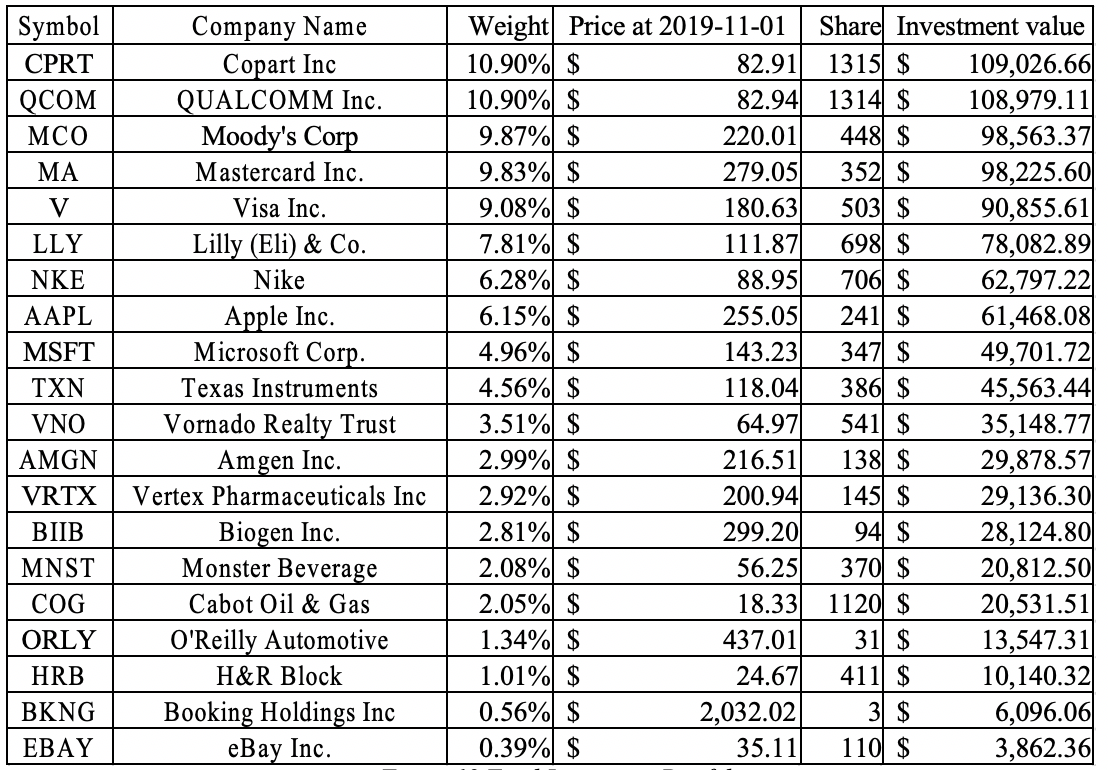 Symbol Company Name Weight Price at 2019-11-01 Share Investment value
CPRT Copart Inc 10.90% $ 82.91 1315 $ 109,026.66
QCOM QUALCOMM Inc. 10.90% $ 82.94 1314 $ 108,979.11
MCO Moody's Corp 9.87% $ 220.01 448 $ 98,563.37
MA Mastercard Inc. 9.83% $ 279.05 352 $ 98,225.60
V Visa Inc. 9.08% $ 180.63 503 $ 90,855.61
LLY Lilly (Eli) & Co. 7.81% $ 111.87 698 $ 78,082.89
NKE Nike 6.28% $ 88.95 706 $ 62,797.22
AAPL Apple Inc. 6.15% $ 255.05 241 $ 61,468.08
MSFT Microsoft Corp. 4.96% $ 143.23 347 $ 49,701.72
TXN Texas Instruments 4.56% $ 118.04 386 $ 45,563.44
VNO Vornado Realty Trust 3.51% $ 64.97 541 $ 35,148.77
AMGN Amgen Inc. 2.99% $ 216.51 138 $ 29,878.57
VRTX Vertex Pharmaceuticals Inc 2.92% $ 200.94 145 $ 29,136.30
BIIB Biogen Inc. 2.81% $ 299.20 94 $ 28,124.80
MNST Monster Beverage 2.08% $ 56.25 370 $ 20,812.50
COG Cabot Oil & Gas 2.05% $ 18.33 1120 $ 20,531.51
ORLY O'Reilly Automotive 1.34% $ 437.01 31 $ 13,547.31
HRB H&R Block 1.01% $ 24.67 411 $ 10,140.32
BKNG Booking Holdings Inc 0.56% $ 2,032.02 3 $ 6,096.06
EBAY eBay Inc. 0.39% $ 35.11 110 $ 3,862.36